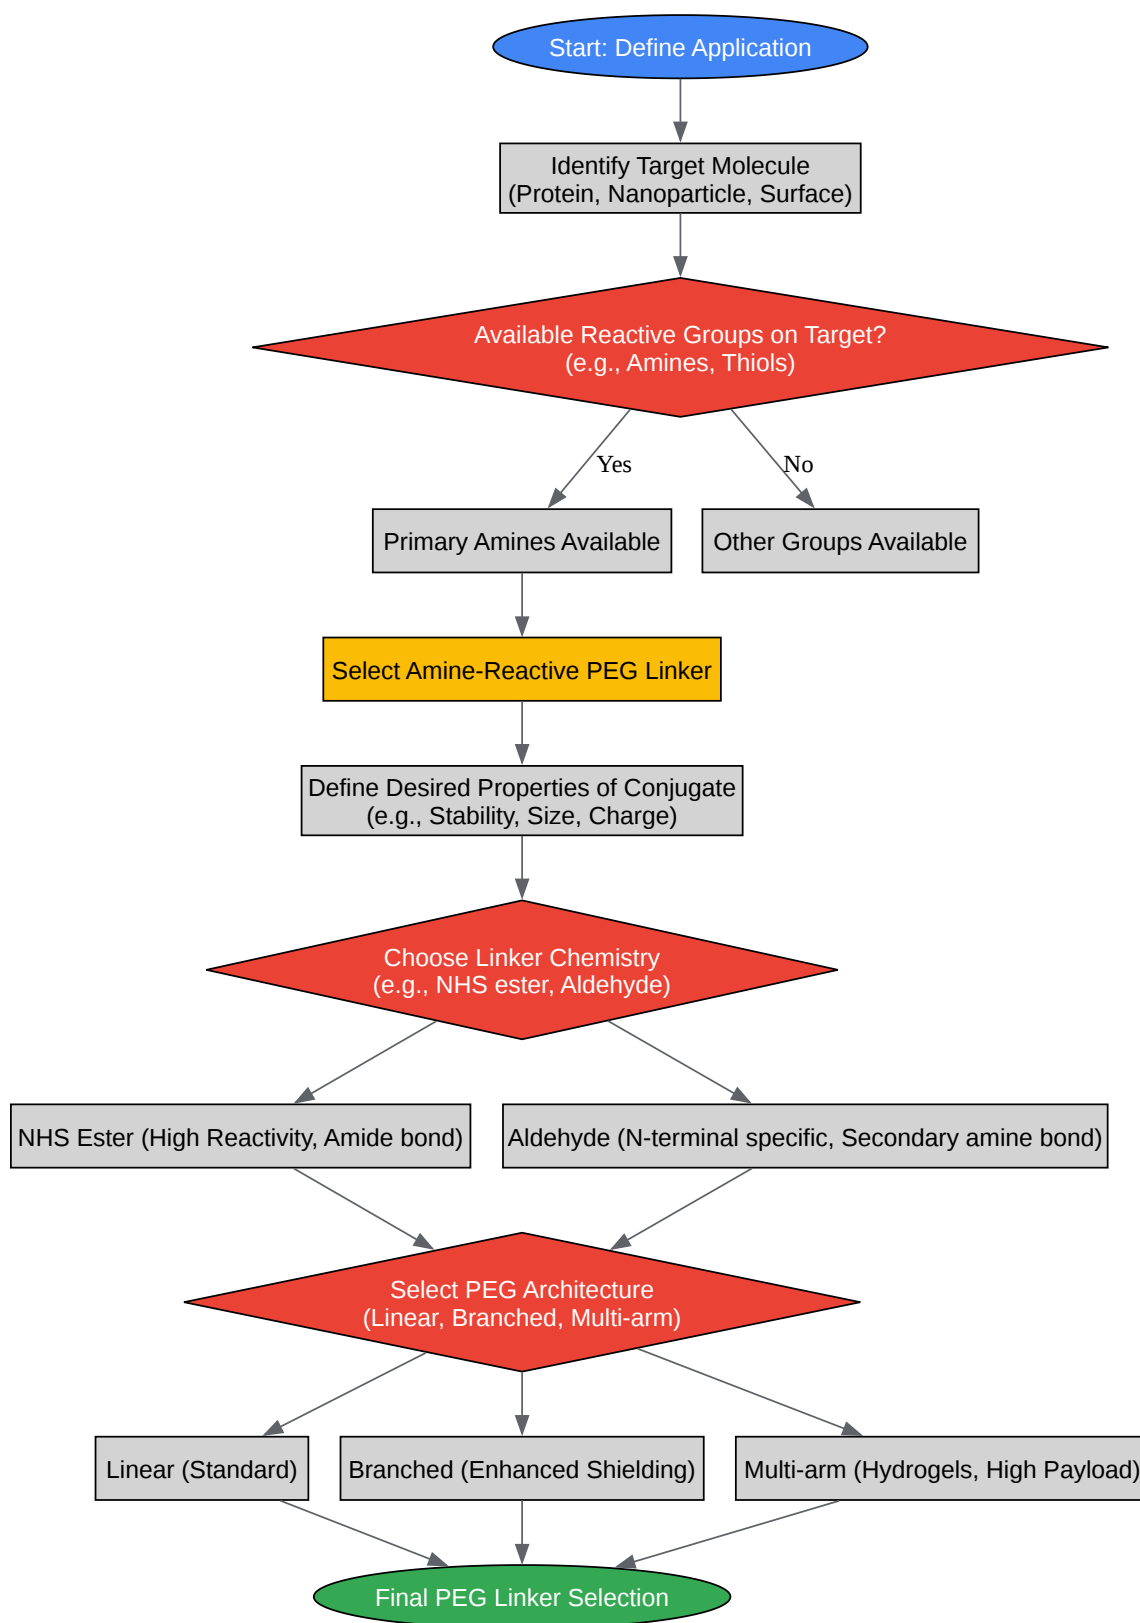 Start: Define Application
Identify Target Molecule
(Protein, Nanoparticle, Surface)
Available Reactive Groups on Target?
(e.g., Amines, Thiols)
Yes
No
Primary Amines Available
Other Groups Available
Select Amine-Reactive PEG Linker
Define Desired Properties of Conjugate
(e.g., Stability, Size, Charge)
Choose Linker Chemistry
(e.g., NHS ester, Aldehyde)
NHS Ester (High Reactivity, Amide bond)
Aldehyde (N-terminal specific, Secondary amine bond)
Select PEG Architecture
(Linear, Branched, Multi-arm)
Linear (Standard)
Branched (Enhanced Shielding)
Multi-arm (Hydrogels, High Payload)
Final PEG Linker Selection